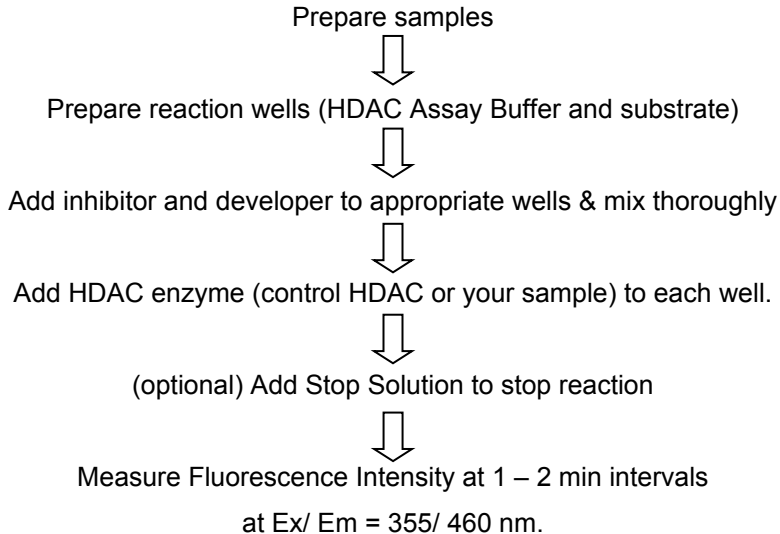 Prepare samples
Prepare reaction wells (HDAC Assay Buffer and substrate)
Add inhibitor and developer to appropriate wells & mix thoroughly
Add HDAC enzyme (control HDAC or your sample) to each well.
(optional) Add Stop Solution to stop reaction
Measure Fluorescence Intensity at 1 – 2 min intervals
at Ex/ Em = 355/ 460 nm.